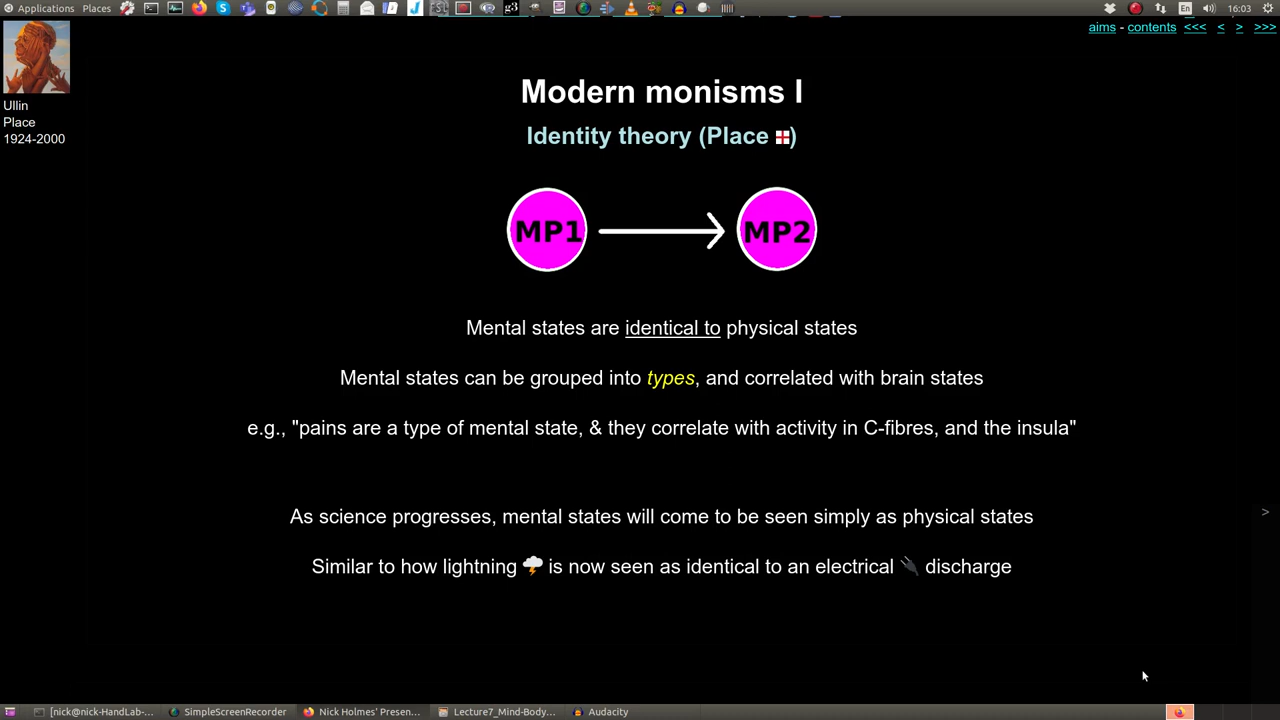 Applications Places
g3
En
16:03
aims - contents <<< < > >>>
Ullin
Place
1924-2000
Modern monisms I
Identity theory (Place)
MP1
MP2
Mental states are identical to physical states
Mental states can be grouped into types, and correlated with brain states
e.g., "pains are a type of mental state, & they correlate with activity in C-fibres, and the insula"
>
As science progresses, mental states will come to be seen simply as physical states
Similar to how lightning is now seen as identical to an electrical discharge
[nick@nick-HandLab-... SimpleScreenRecorder Nick Holmes' Presen... Lecture7_Mind-Body... Audacity